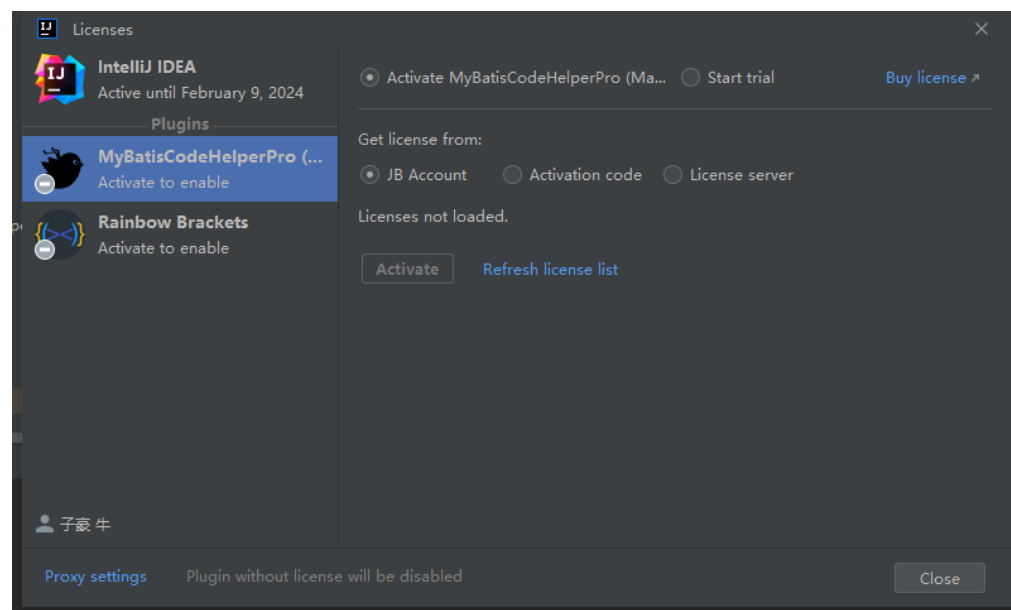 Licenses
IntelliJ IDEA
Active until February 9, 2024
Plugins
MyBatisCodeHelperPro (...
Activate to enable
Rainbow Brackets
Activate to enable
子豪 牛
Activate MyBatisCodeHelperPro (Ma... Start trial Buy license
Get license from:
JB Account Activation code License server
Licenses not loaded.
Activate Refresh license list
Proxy settings Plugin without license will be disabled Close